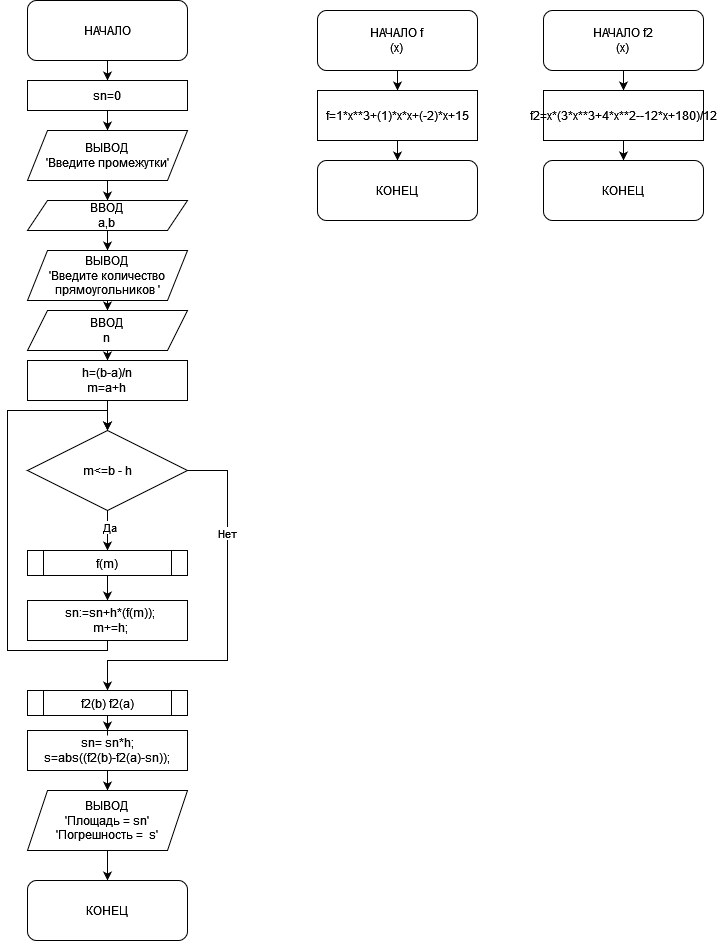 НАЧАЛО
sn=0
ВЫВОД
'Введите промежутки'
ВВОД
a,b
ВЫВОД
'Введите количество
прямоугольников '
ВВОД
n
h=(b-a)/n
m=a+h
m<=b - h
Да
Нет
f(m)
sn:=sn+h*(f(m));
m+=h;
f2(b) f2(a)
sn= sn*h;
s=abs((f2(b)-f2(a)-sn));
ВЫВОД
'Площадь = sn'
'Погрешность =  s'
КОНЕЦ
НАЧАЛО f
(x)
f=1*x**3+(1)*x*x+(-2)*x+15
КОНЕЦ
НАЧАЛО f2
(x)
f2=x*(3*x**3+4*x**2--12*x+180)/12
КОНЕЦ